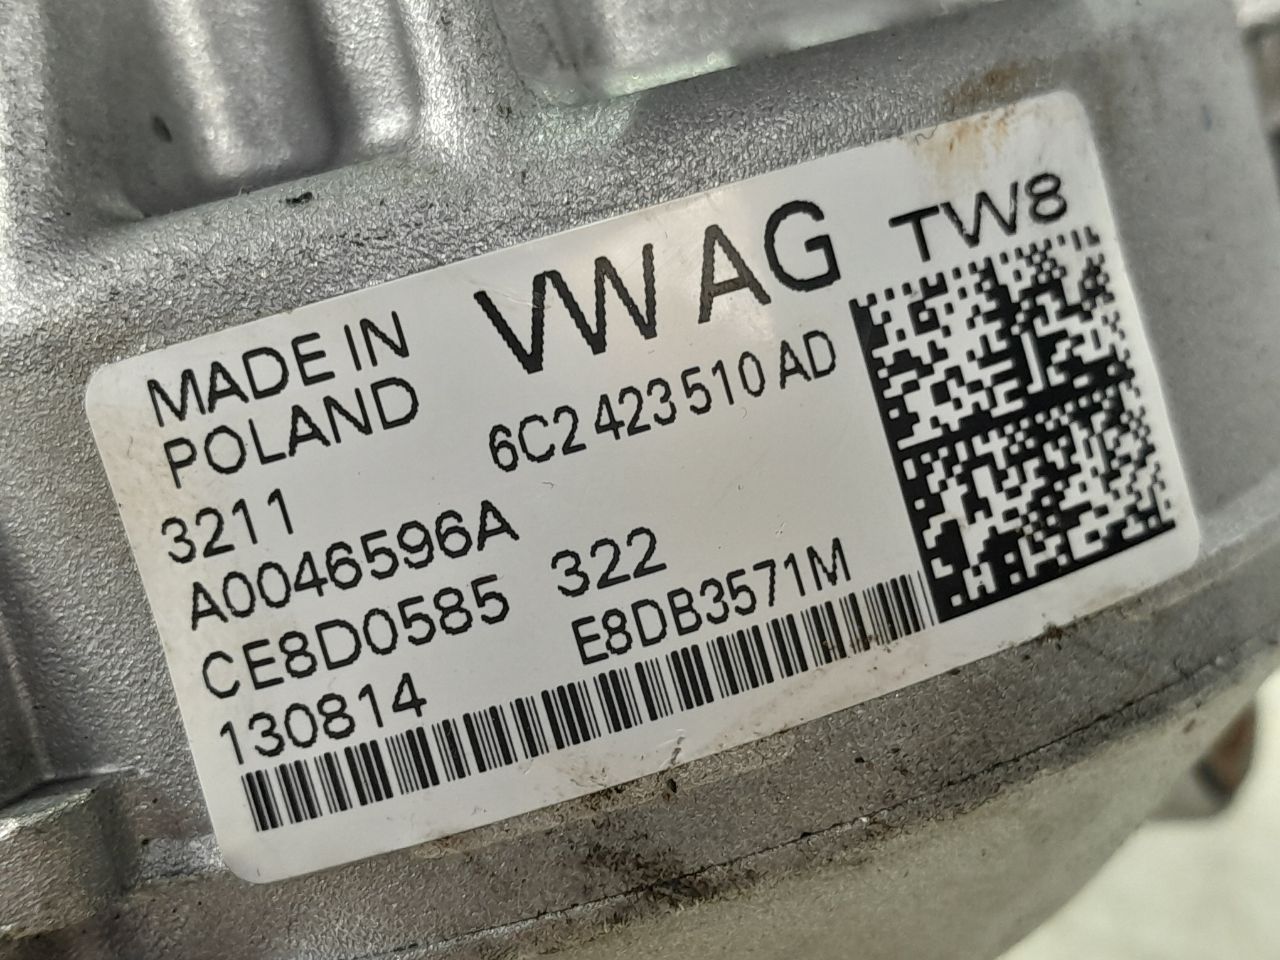 MADE IN
POLAND
VW AG
TW8
6C2 423 510 AD
3211
A0046596A
CE8D0585
322
E8DB3571M
130814